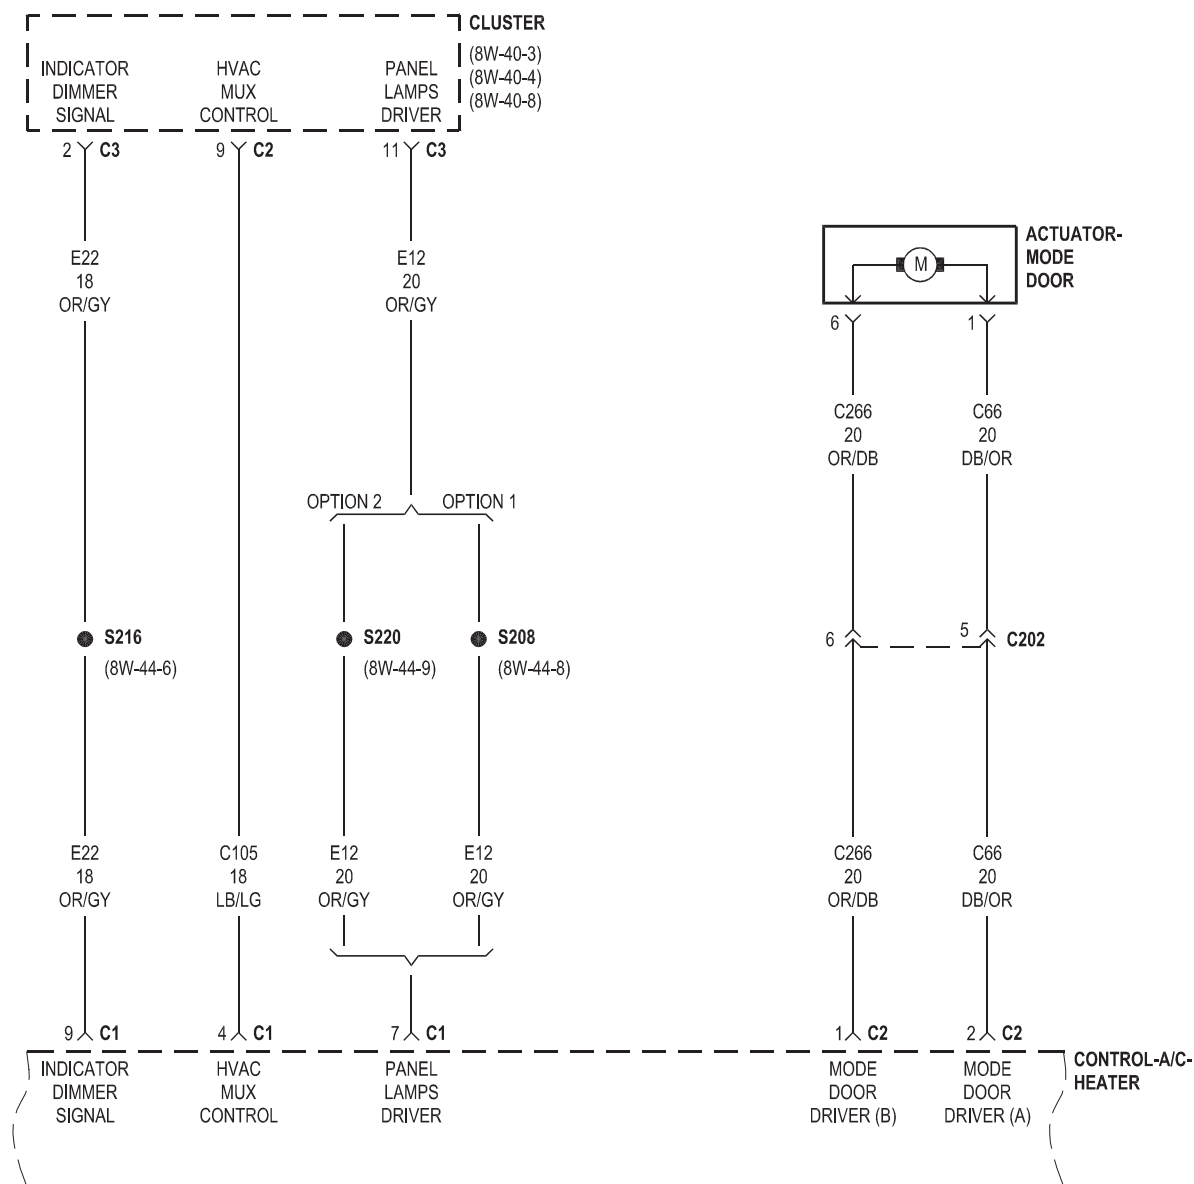 CLUSTER
(8W-40-3)
(8W-40-4)
(8W-40-8)
INDICATOR
DIMMER
SIGNAL
HVAC
MUX
CONTROL
PANEL
LAMPS
DRIVER
2 C3
9 C2
11 C3
E22
18
OR/GY
E12
20
OR/GY
ACTUATOR-
MODE
DOOR
M
6
1
C266
20
OR/DB
C66
20
DB/OR
OPTION 2
OPTION 1
S216
(8W-44-6)
S220
(8W-44-9)
S208
(8W-44-8)
6
5
C202
E22
18
OR/GY
C105
18
LB/LG
E12
20
OR/GY
E12
20
OR/GY
C266
20
OR/DB
C66
20
DB/OR
9 C1
4 C1
7 C1
1 C2
2 C2
INDICATOR
DIMMER
SIGNAL
HVAC
MUX
CONTROL
PANEL
LAMPS
DRIVER
MODE
DOOR
DRIVER (B)
MODE
DOOR
DRIVER (A)
CONTROL-A/C-
HEATER